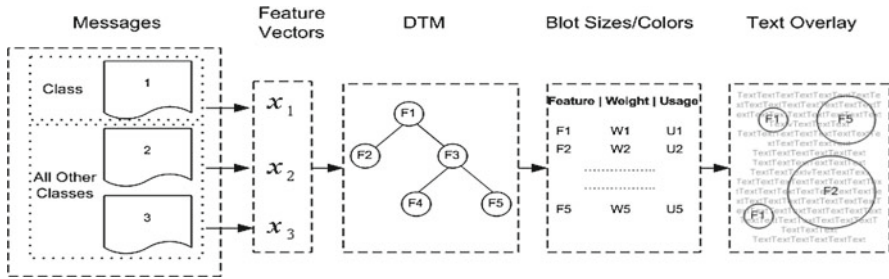 Messages
Feature
Vectors
DTM
Blot Sizes/Colors
Text Overlay
Class
1
All Other
Classes
2
3
x1
x2
x3
F1
F2
F3
F4
F5
Feature | Weight | Usage
F1 W1 U1
F2 W2 U2
.....................
.....................
F5 W5 U5
F1
F5
F2
F1